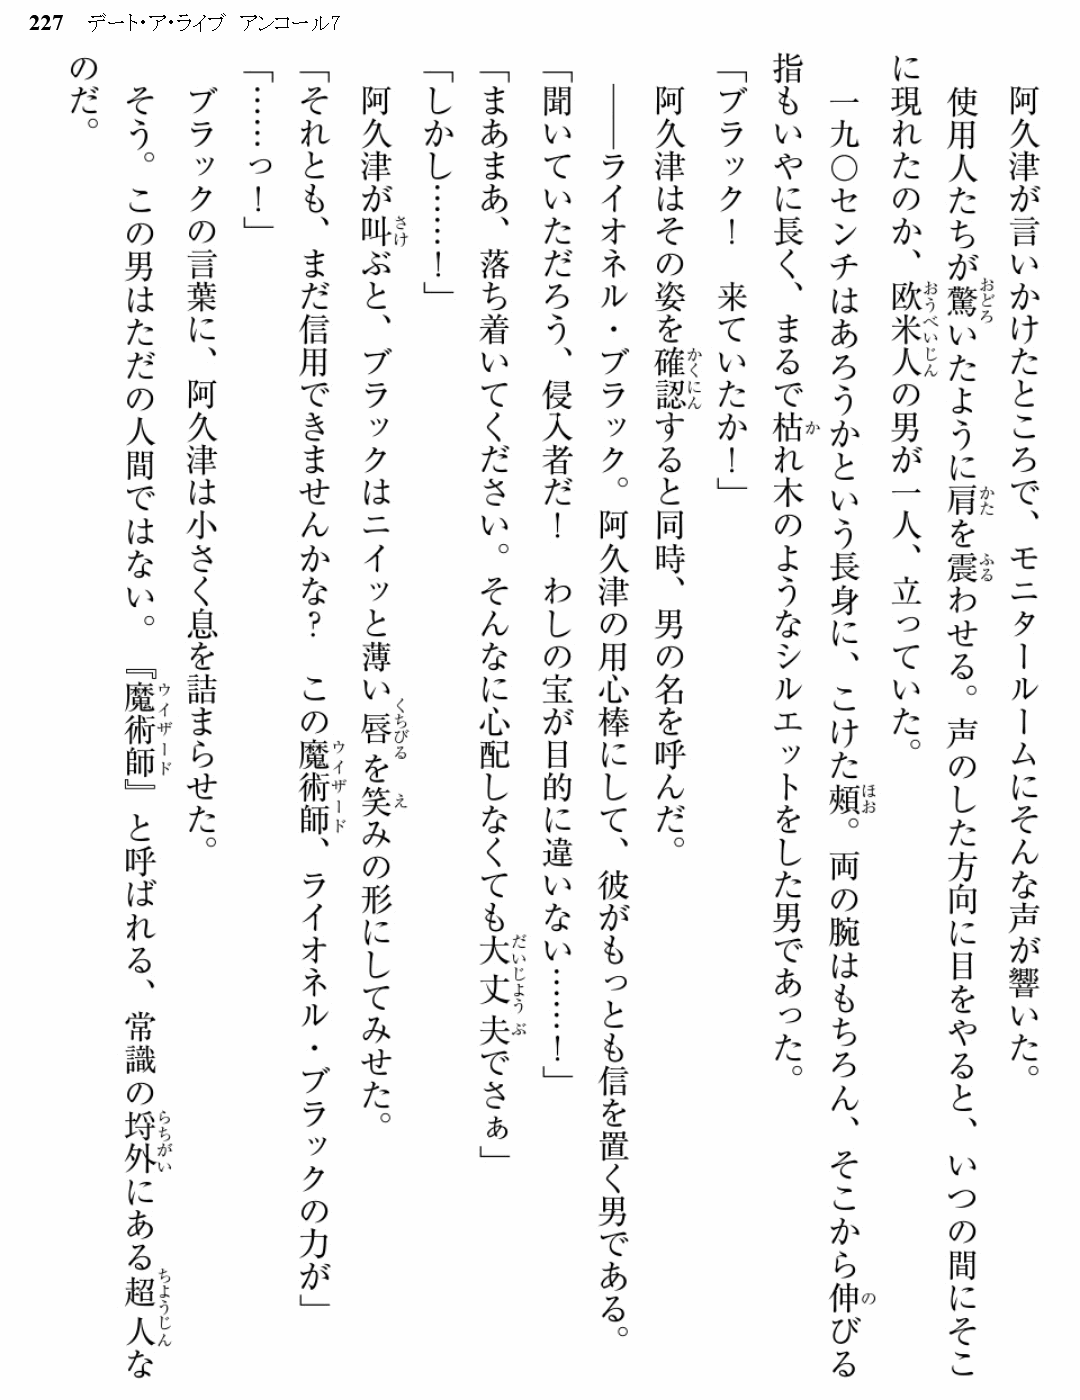 227 デート・ア・ライブ アンコール7
阿久津が言いかけたところで、モニタールームにそんな声が響いた。
使用人たちが驚いたように肩を震わせる。声のした方向に目をやると、いつの間にそこ
に現れたのか、欧米人の男が一人、立っていた。
一九〇センチはあろうかという長身に、こけた頰。両の腕はもちろん、そこから伸びる
指もいやに長く、まるで枯れ木のようなシルエットをした男であった。
「ブラック！　来ていたか！」
阿久津はその姿を確認すると同時、男の名を呼んだ。
――ライオネル・ブラック。阿久津の用心棒にして、彼がもっとも信を置く男である。
「聞いていただろう、侵入者だ！　わしの宝が目的に違いない……！」
「まあまあ、落ち着いてください。そんなに心配しなくても大丈夫でさぁ」
「しかし……！」
阿久津が叫ぶと、ブラックはニイッと薄い唇を笑みの形にしてみせた。
「それとも、まだ信用できませんかな？　この魔術師、ライオネル・ブラックの力が」
「……っ！」
ブラックの言葉に、阿久津は小さく息を詰まらせた。
そう。この男はただの人間ではない。『魔術師』と呼ばれる、常識の埒外にある超人な
のだ。